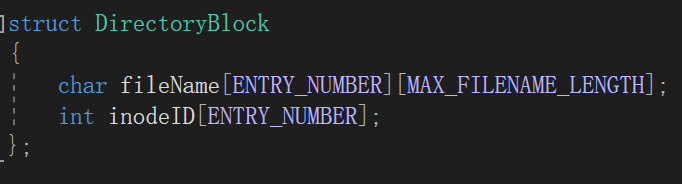 struct DirectoryBlock
{
char fileName[ENTRY_NUMBER][MAX_FILENAME_LENGTH];
int inodeID[ENTRY_NUMBER];
};